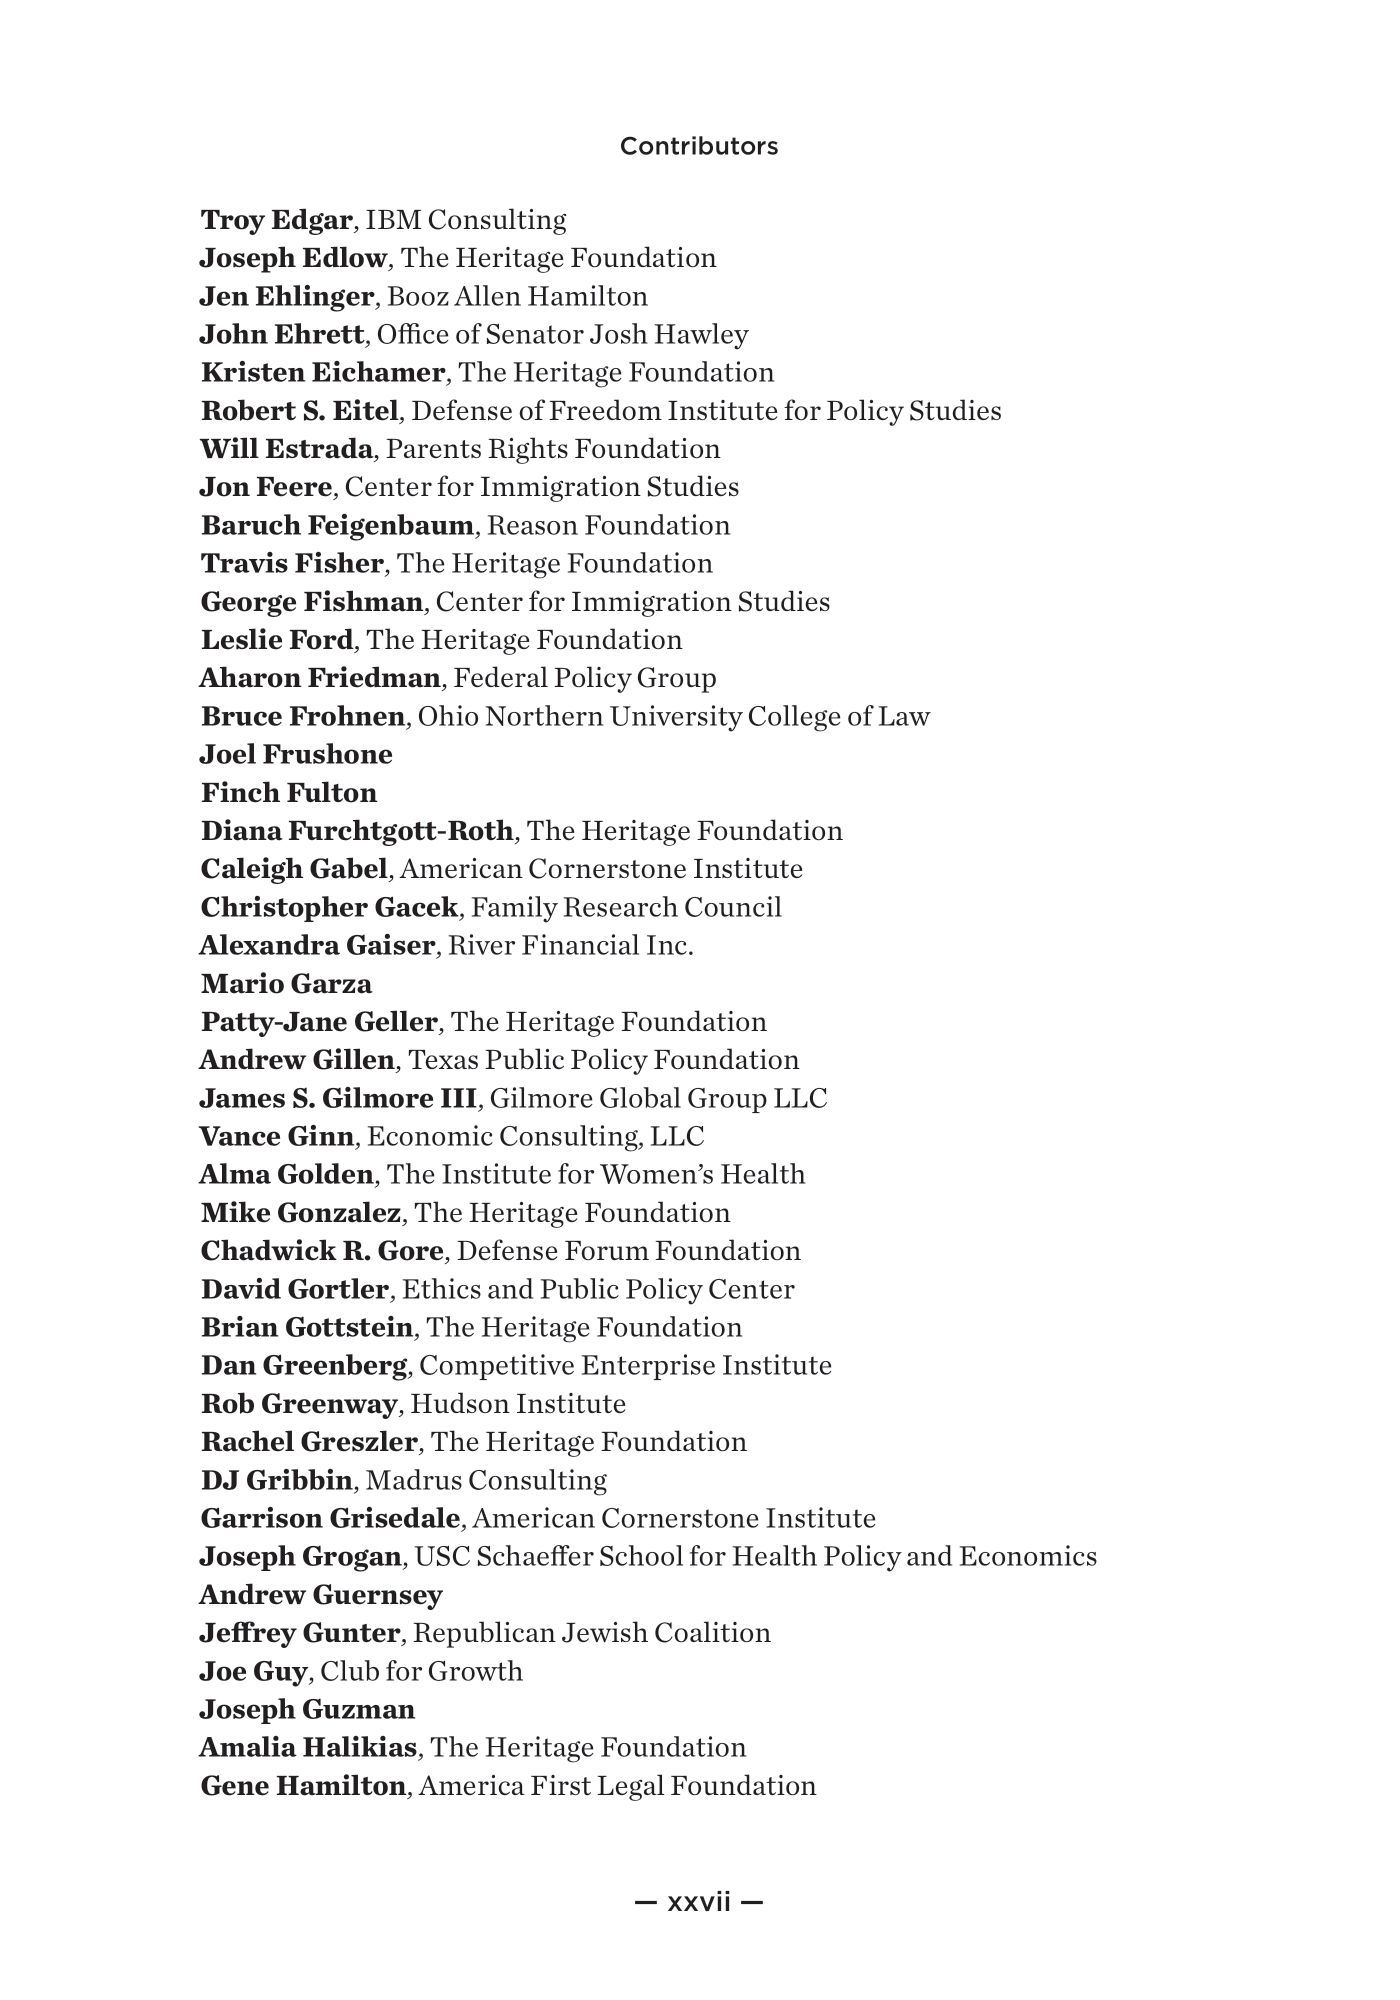 Contributors
Troy Edgar, IBM Consulting
Joseph Edlow, The Heritage Foundation
Jen Ehlinger, Booz Allen Hamilton
John Ehrett, Office of Senator Josh Hawley
Kristen Eichamer, The Heritage Foundation
Robert S. Eitel, Defense of Freedom Institute for Policy Studies
Will Estrada, Parents Rights Foundation
Jon Feere, Center for Immigration Studies
Baruch Feigenbaum, Reason Foundation
Travis Fisher, The Heritage Foundation
George Fishman, Center for Immigration Studies
Leslie Ford, The Heritage Foundation
Aharon Friedman, Federal Policy Group
Bruce Frohnen, Ohio Northern University College of Law
Joel Frushone
Finch Fulton
Diana Furchtgott-Roth, The Heritage Foundation
Caleigh Gabel, American Cornerstone Institute
Christopher Gacek, Family Research Council
Alexandra Gaiser, River Financial Inc.
Mario Garza
Patty-Jane Geller, The Heritage Foundation
Andrew Gillen, Texas Public Policy Foundation
James S. Gilmore III, Gilmore Global Group LLC
Vance Ginn, Economic Consulting, LLC
Alma Golden, The Institute for Women’s Health
Mike Gonzalez, The Heritage Foundation
Chadwick R. Gore, Defense Forum Foundation
David Gortler, Ethics and Public Policy Center
Brian Gottstein, The Heritage Foundation
Dan Greenberg, Competitive Enterprise Institute
Rob Greenway, Hudson Institute
Rachel Greszler, The Heritage Foundation
DJ Gribbin, Madrus Consulting
Garrison Grisedale, American Cornerstone Institute
Joseph Grogan, USC Schaeffer School for Health Policy and Economics
Andrew Guernsey
Jeffrey Gunter, Republican Jewish Coalition
Joe Guy, Club for Growth
Joseph Guzman
Amalia Halikias, The Heritage Foundation
Gene Hamilton, America First Legal Foundation
— xxvii —